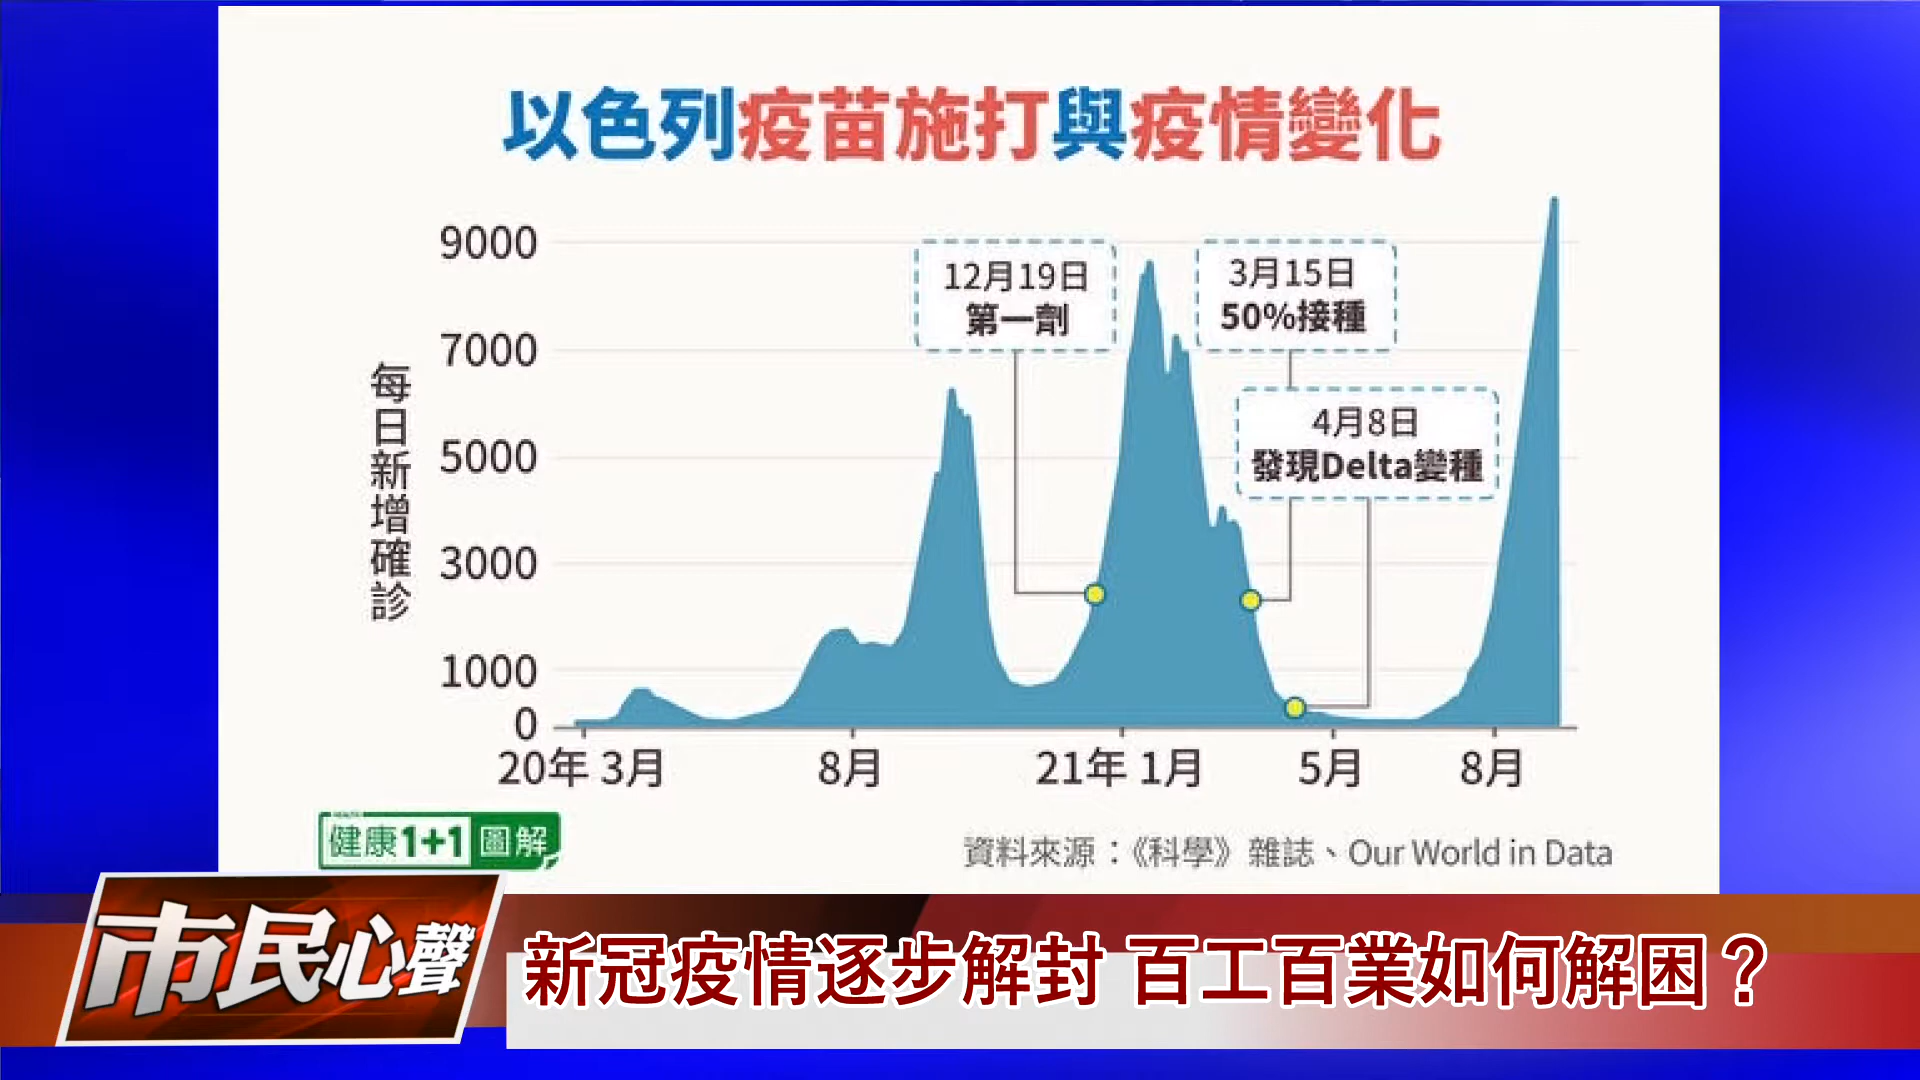 以色列疫苗施打與疫情變化
9000
7000
5000
3000
1000
0
每日新增確診
12月19日
第一劑
3月15日
50%接種
4月8日
發現Delta變種
20年 3月
8月
21年 1月
5月
8月
健康1+1 圖解
資料來源：《科學》雜誌、Our World in Data
市民心聲
新冠疫情逐步解封 百工百業如何解困？